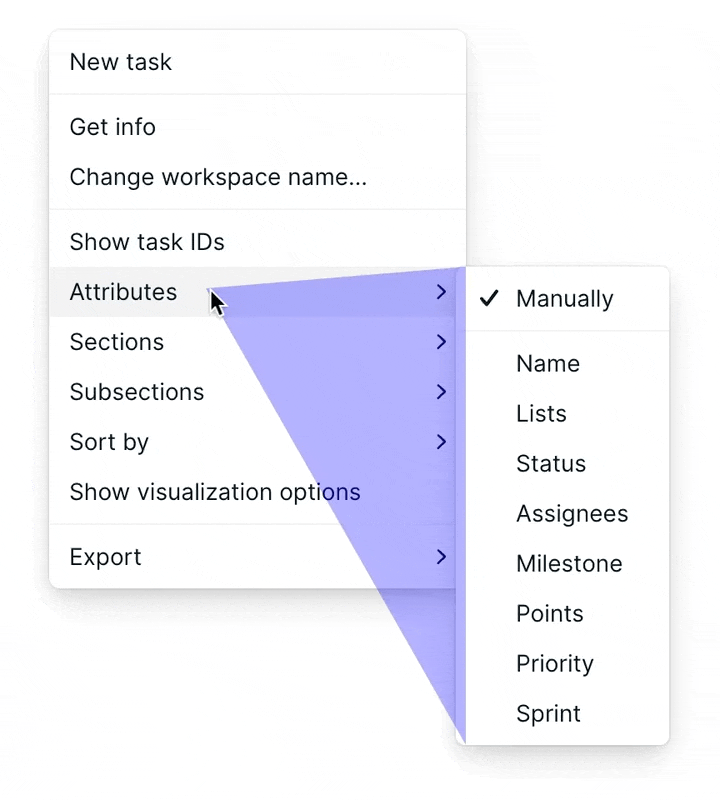 New task
Get info
Change workspace name...
Show task IDs
Attributes
Sections
Subsections
Sort by
Show visualization options
Export
Manually
Name
Lists
Status
Assignees
Milestone
Points
Priority
Sprint